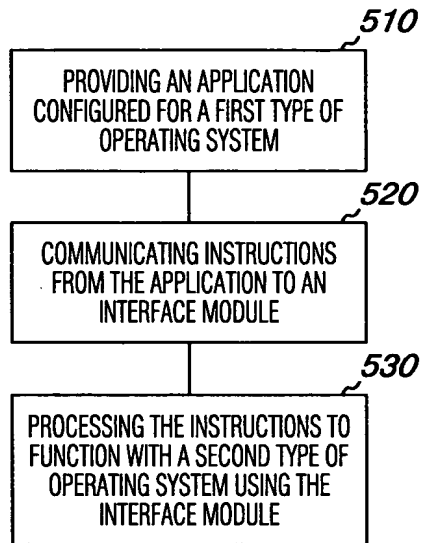 510
PROVIDING AN APPLICATION
CONFIGURED FOR A FIRST TYPE OF
OPERATING SYSTEM
520
COMMUNICATING INSTRUCTIONS
FROM THE APPLICATION TO AN
INTERFACE MODULE
530
PROCESSING THE INSTRUCTIONS TO
FUNCTION WITH A SECOND TYPE OF
OPERATING SYSTEM USING THE
INTERFACE MODULE